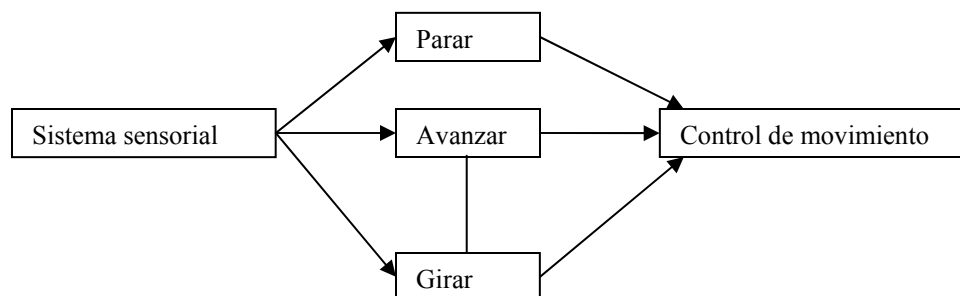 Parar
Sistema sensorial
Avanzar
Control de movimiento
Girar